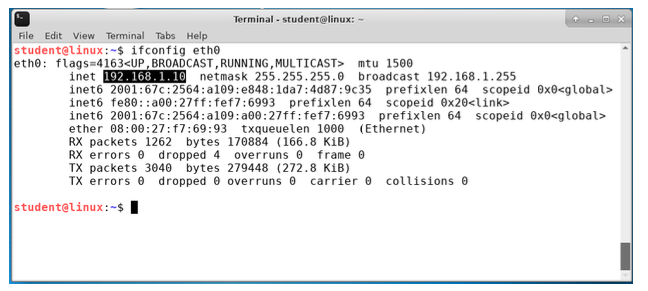 Terminal - student@linux: ~
File Edit View Terminal Tabs Help
student@linux:~$ ifconfig eth0
eth0: flags=4163<UP,BROADCAST,RUNNING,MULTICAST>  mtu 1500
        inet 192.168.1.10  netmask 255.255.255.0  broadcast 192.168.1.255
        inet6 2001:67c:2564:a109:e848:1da7:4d87:9c35  prefixlen 64  scopeid 0x0<global>
        inet6 fe80::a00:27ff:fef7:6993  prefixlen 64  scopeid 0x20<link>
        inet6 2001:67c:2564:a109:a00:27ff:fef7:6993  prefixlen 64  scopeid 0x0<global>
        ether 08:00:27:f7:69:93  txqueuelen 1000  (Ethernet)
        RX packets 1262  bytes 170884 (166.8 KiB)
        RX errors 0  dropped 4  overruns 0  frame 0
        TX packets 3040  bytes 279448 (272.8 KiB)
        TX errors 0  dropped 0 overruns 0  carrier 0  collisions 0
student@linux:~$